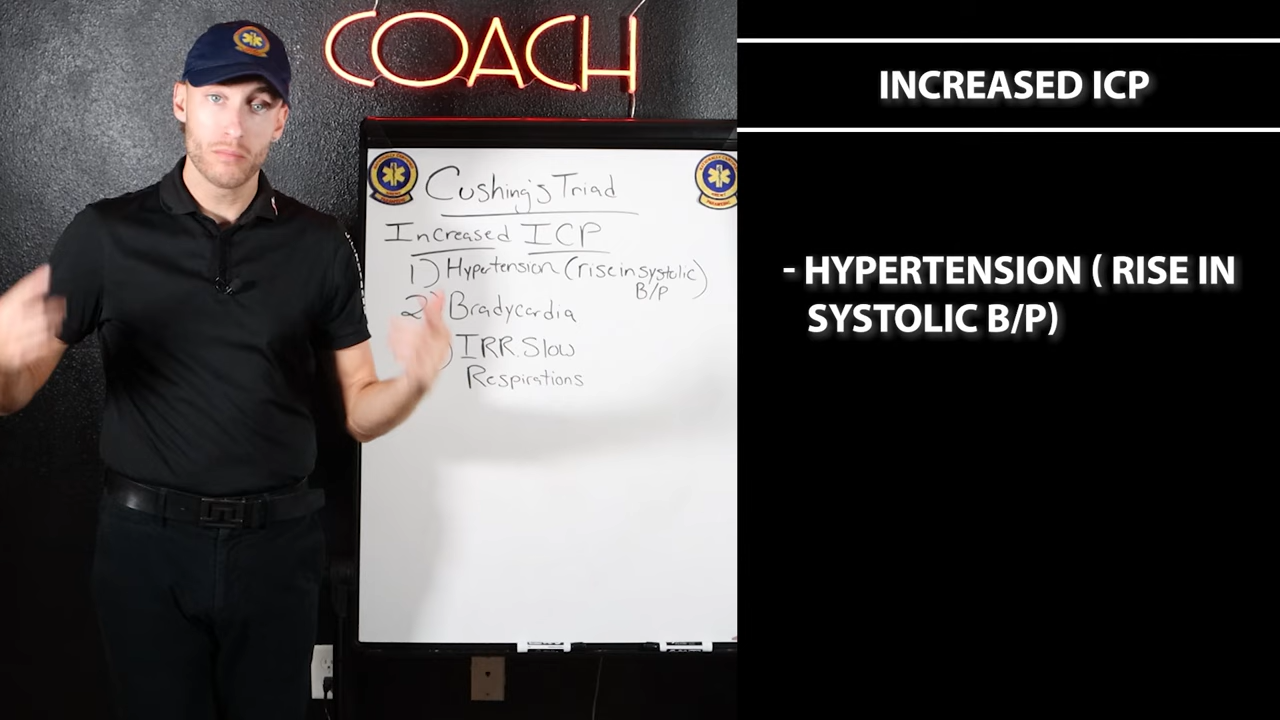 COACH
Cushing's Triad
Increased ICP
1) Hypertension (rise in systolic)
B/P
2) Bradycardia
) IRR. Slow
Respirations
INCREASED ICP
- HYPERTENSION ( RISE IN
SYSTOLIC B/P)